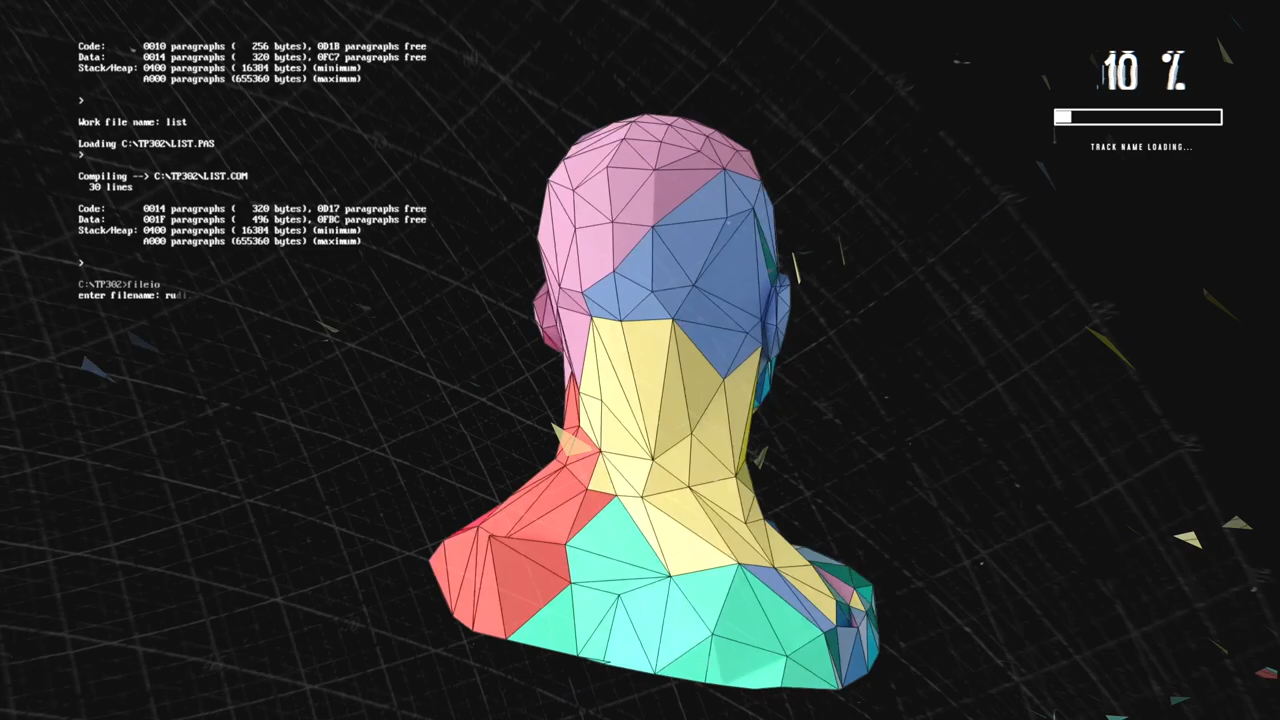 Code:       0010 paragraphs (   256 bytes), 0D1B paragraphs free
Data:       0014 paragraphs (   320 bytes), 0FC7 paragraphs free
Stack/Heap: 0400 paragraphs ( 16384 bytes) (minimum)
            A000 paragraphs (655360 bytes) (maximum)
>
Work file name: list
Loading C:\TP302\LIST.PAS
>
Compiling --> C:\TP302\LIST.COM
  30 lines
Code:       0014 paragraphs (   320 bytes), 0D17 paragraphs free
Data:       001F paragraphs (   496 bytes), 0FBC paragraphs free
Stack/Heap: 0400 paragraphs ( 16384 bytes) (minimum)
            A000 paragraphs (655360 bytes) (maximum)
>
C:\TP302>fileio
enter filename: ru
10 %
TRACK NAME LOADING...